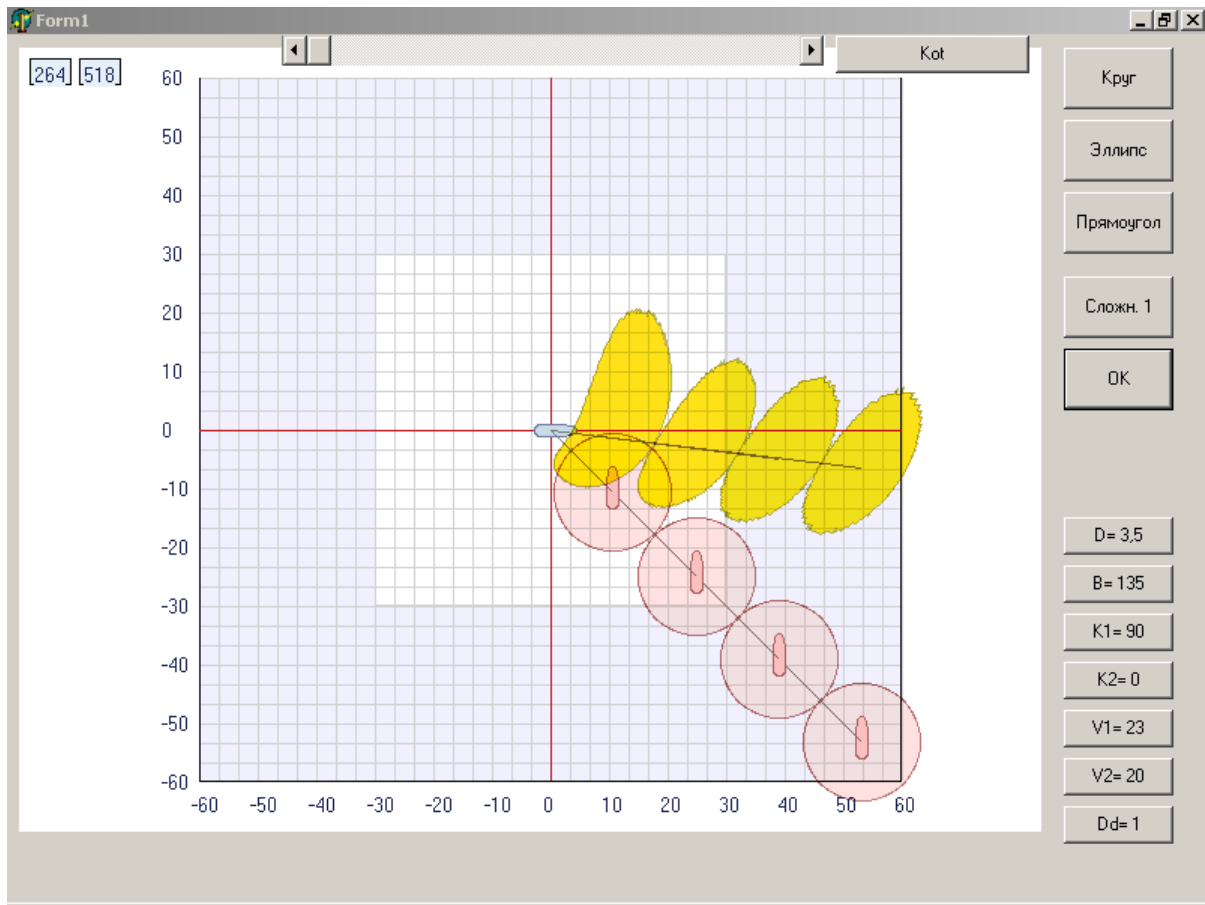 Form1
Kot
264 518
60
50
40
30
20
10
0
-10
-20
-30
-40
-50
-60
-60 -50 -40 -30 -20 -10 0 10 20 30 40 50 60
Круг
Эллипс
Прямоугол
Сложн. 1
OK
D= 3,5
B= 135
K1= 90
K2= 0
V1= 23
V2= 20
Dd= 1